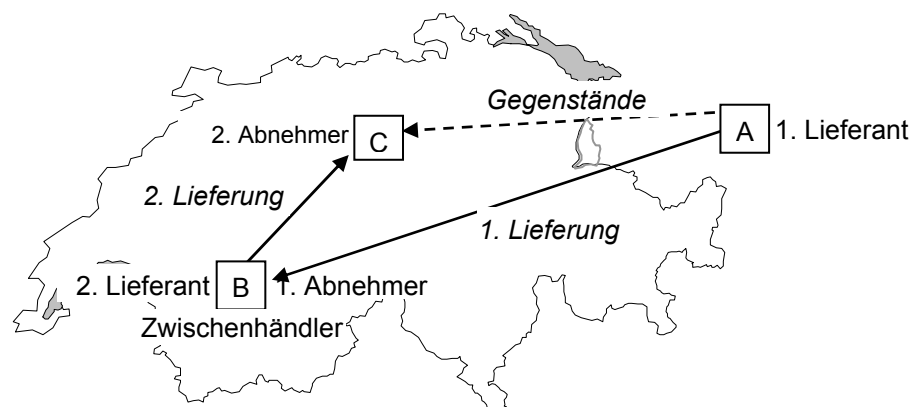 Gegenstände
2. Abnehmer C
A 1. Lieferant
2. Lieferung
1. Lieferung
2. Lieferant B 1. Abnehmer
Zwischenhändler